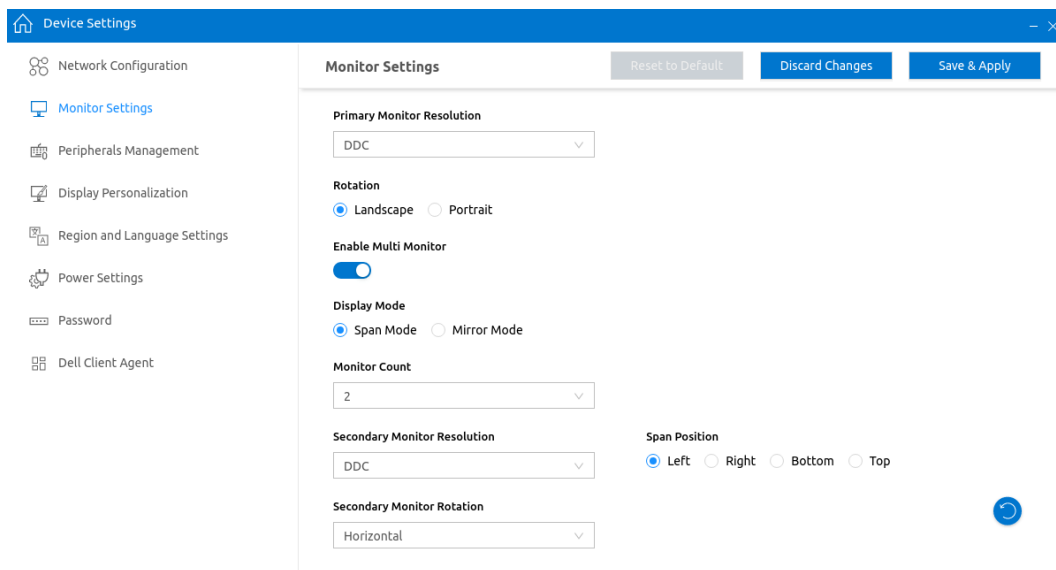 Device Settings
Network Configuration
Monitor Settings
Peripherals Management
Display Personalization
Region and Language Settings
Power Settings
Password
Dell Client Agent
Monitor Settings
Reset to Default
Discard Changes
Save & Apply
Primary Monitor Resolution
DDC
Rotation
Landscape Portrait
Enable Multi Monitor
Display Mode
Span Mode Mirror Mode
Monitor Count
2
Secondary Monitor Resolution
DDC
Span Position
Left Right Bottom Top
Secondary Monitor Rotation
Horizontal